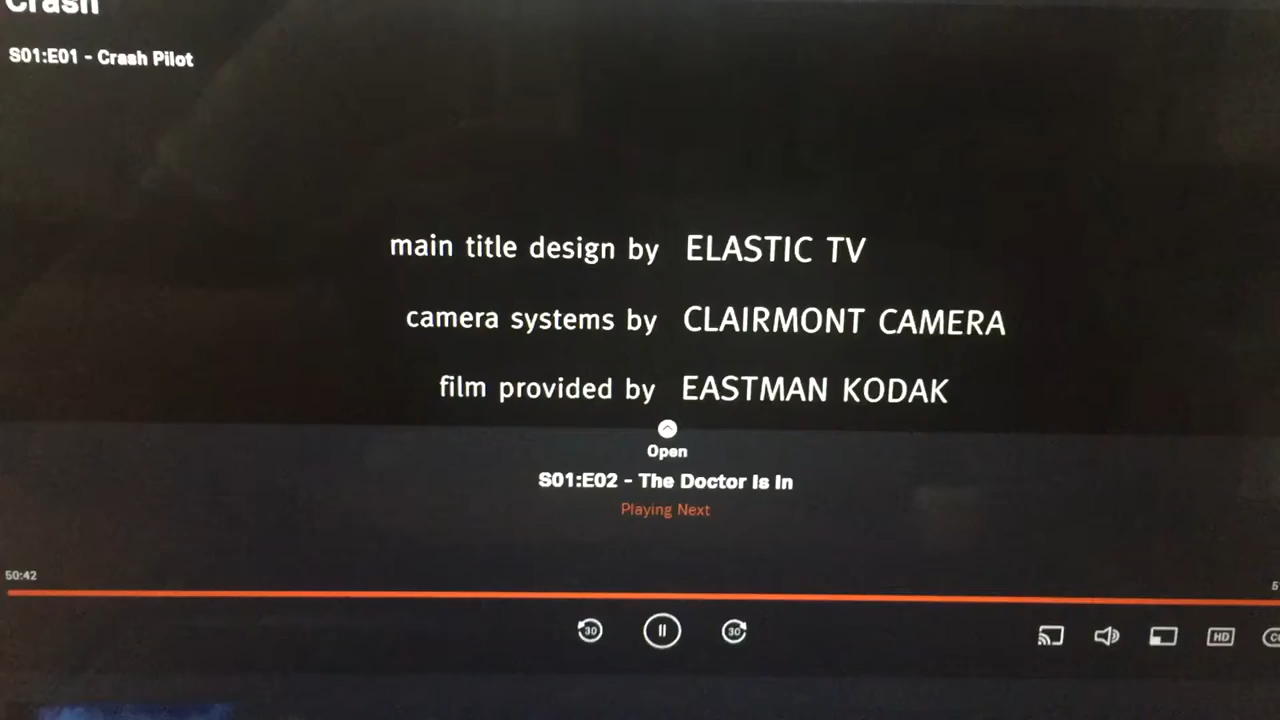 Crash
S01:E01 - Crash Pilot
main title design by ELASTIC TV
camera systems by CLAIRMONT CAMERA
film provided by EASTMAN KODAK
Open
S01:E02 - The Doctor Is In
Playing Next
50:42
30
30
HD